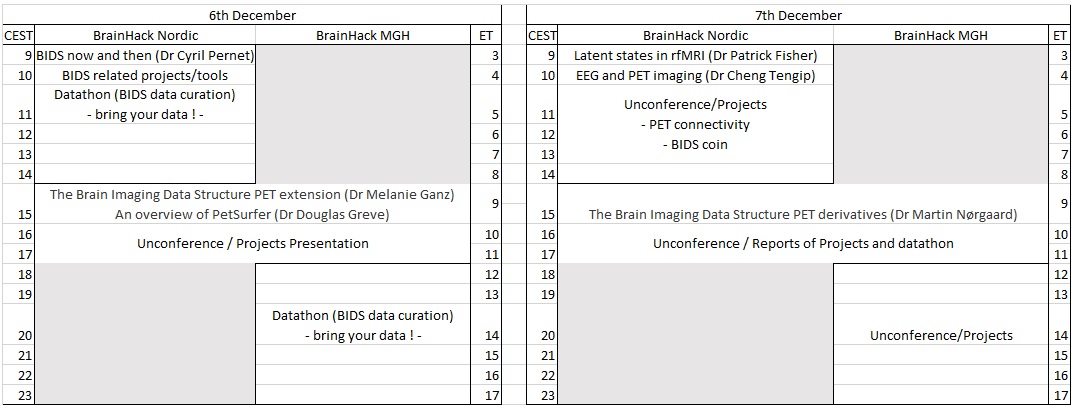 6th December
7th December
CEST BrainHack Nordic BrainHack MGH ET
CEST BrainHack Nordic BrainHack MGH ET
9 BIDS now and then (Dr Cyril Pernet) 3
9 Latent states in rfMRI (Dr Patrick Fisher) 3
10 BIDS related projects/tools 4
10 EEG and PET imaging (Dr Cheng Tengip) 4
Datathon (BIDS data curation)
11 - bring your data ! - 5
Unconference/Projects
11 - PET connectivity 5
12 6
12 - BIDS coin 6
13 7
13 7
14 8
14 8
The Brain Imaging Data Structure PET extension (Dr Melanie Ganz) 9
15 An overview of PetSurfer (Dr Douglas Greve)
9
15 The Brain Imaging Data Structure PET derivatives (Dr Martin Nørgaard)
16 10
Unconference / Projects Presentation
17 11
16 10
Unconference / Reports of Projects and datathon
17 11
18 12
18 12
19 13
19 13
Datathon (BIDS data curation)
20 - bring your data ! - 14
20 Unconference/Projects 14
21 15
21 15
22 16
22 16
23 17
23 17